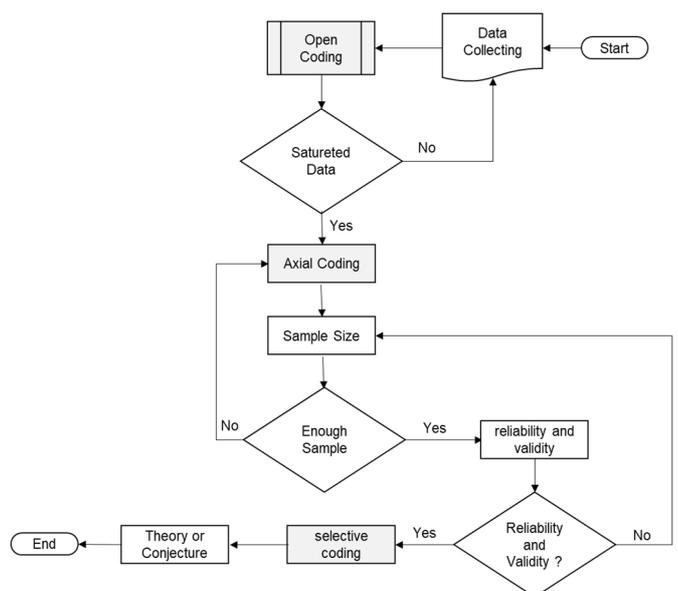 Open
Coding
Data
Collecting
Start
Satureted
Data
No
Yes
Axial Coding
Sample Size
No
Enough
Sample
Yes
reliability and
validity
End
Theory or
Conjecture
selective
coding
Yes
Reliability
and
Validity ?
No